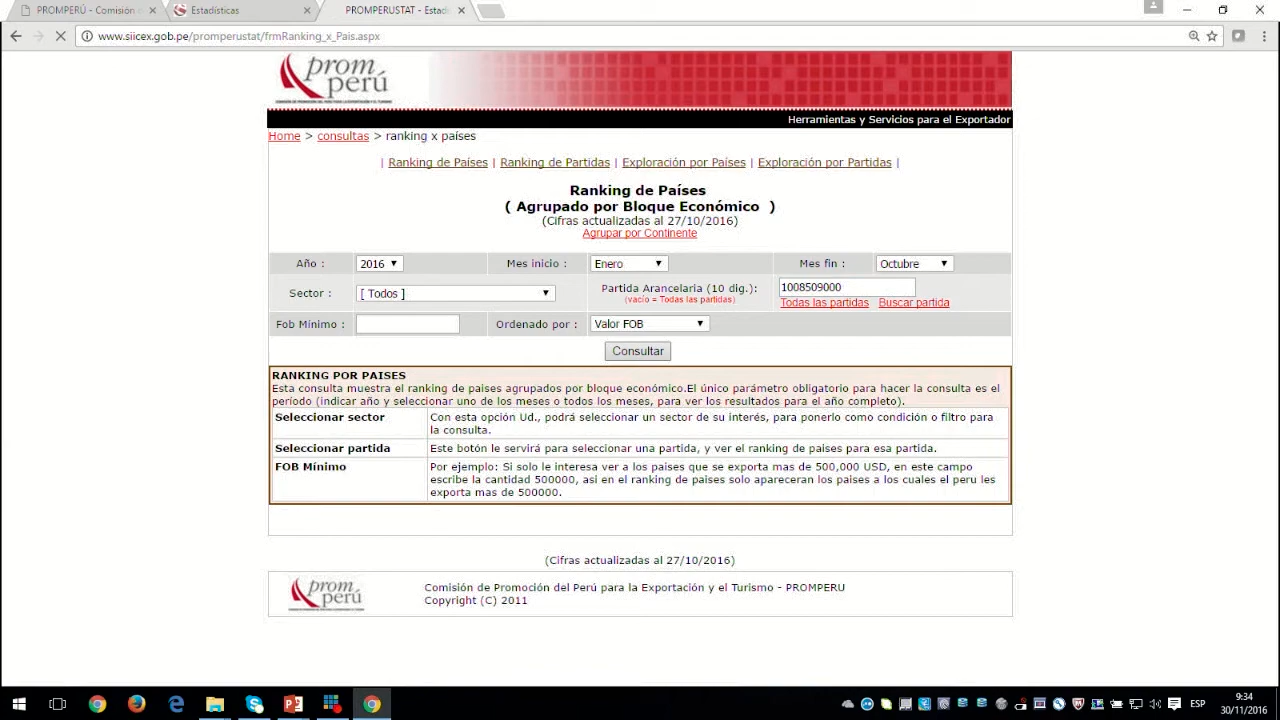 PROMPERÚ - Comisión
Estadísticas
PROMPERUSTAT - Estad
www.siicex.gob.pe/promperustat/frmRanking_x_Pais.aspx
prom
perú
COMISIÓN DE PROMOCIÓN DEL PERÚ PARA LA EXPORTACIÓN Y EL TURISMO
Herramientas y Servicios para el Exportador
Home > consultas > ranking x países
| Ranking de Países | Ranking de Partidas | Exploración por Países | Exploración por Partidas |
Ranking de Países
( Agrupado por Bloque Económico )
(Cifras actualizadas al 27/10/2016)
Agrupar por Continente
Año : 2016 Mes inicio : Enero Mes fin : Octubre
Sector : [ Todos ] Partida Arancelaria (10 dig.): 1008509000
(vacío = Todas las partidas) Todas las partidas Buscar partida
Fob Mínimo : Ordenado por : Valor FOB
Consultar
RANKING POR PAISES
Esta consulta muestra el ranking de paises agrupados por bloque económico.El único parámetro obligatorio para hacer la consulta es el
período (indicar año y seleccionar uno de los meses o todos los meses, para ver los resultados para el año completo).
Seleccionar sector Con esta opción Ud., podrá seleccionar un sector de su interés, para ponerlo como condición o filtro para
la consulta.
Seleccionar partida Este botón le servirá para seleccionar una partida, y ver el ranking de paises para esa partida.
FOB Mínimo Por ejemplo: Si solo le interesa ver a los paises que se exporta mas de 500,000 USD, en este campo
escribe la cantidad 500000, asi en el ranking de paises solo apareceran los paises a los cuales el peru les
exporta mas de 500000.
(Cifras actualizadas al 27/10/2016)
prom
perú
Comisión de Promoción del Perú para la Exportación y el Turismo - PROMPERU
Copyright (C) 2011
ESP
9:34
30/11/2016